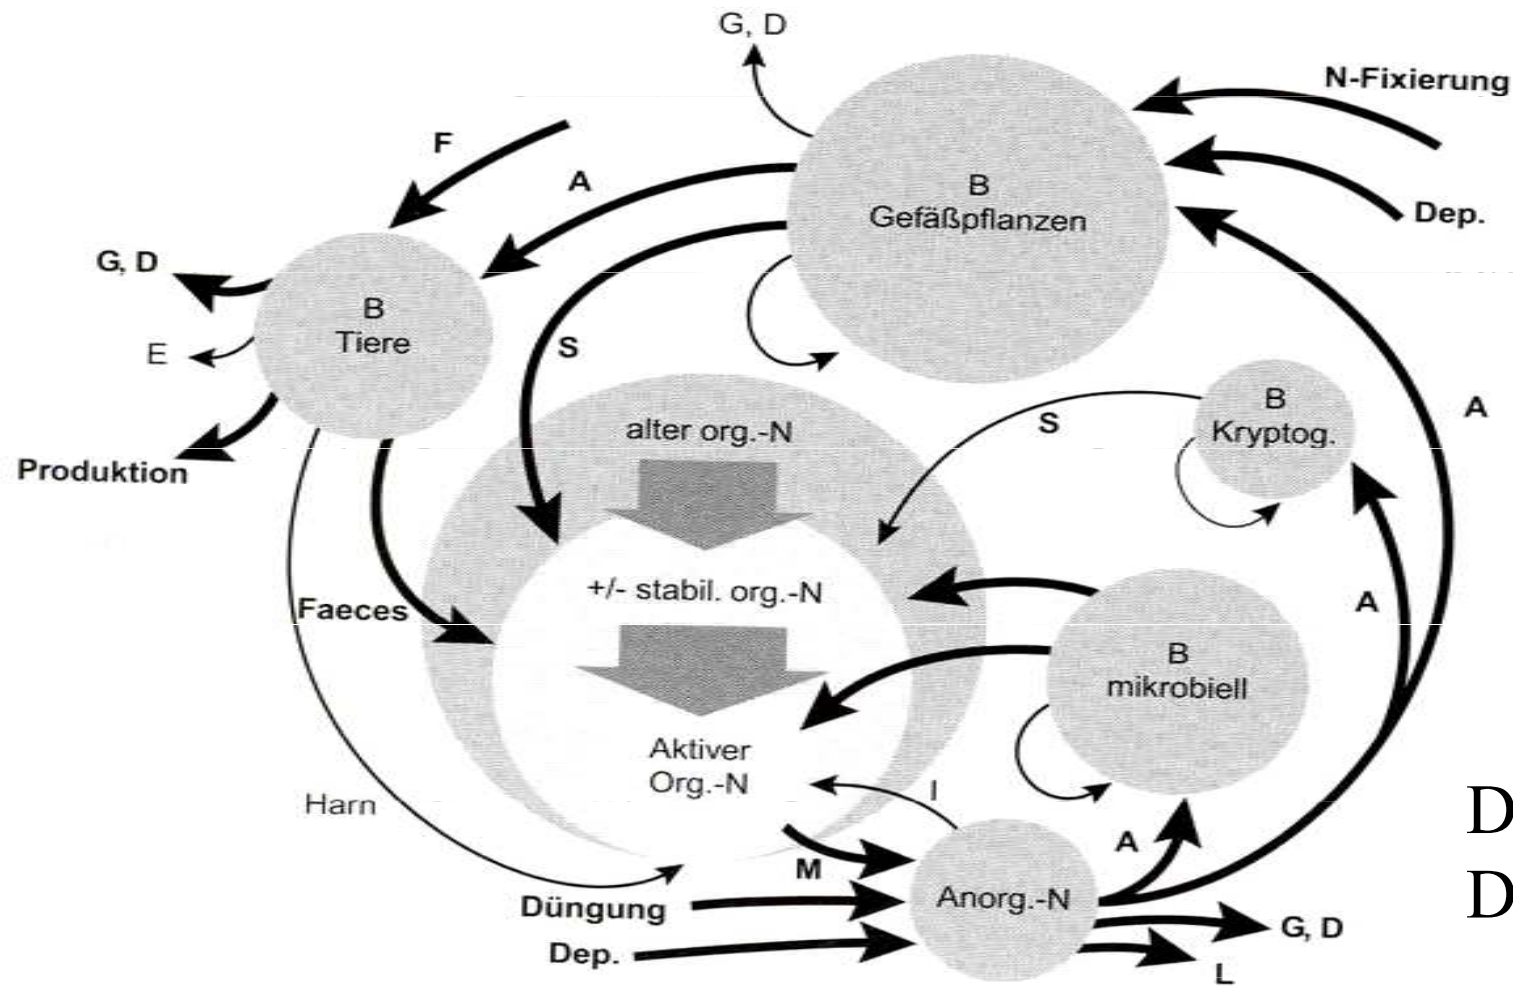 G, D
N-Fixierung
F
A
B
Gefäßpflanzen
Dep.
G, D
B
Tiere
E
S
A
B
Kryptog.
S
alter org.-N
Produktion
+/- stabil. org.-N
A
Faeces
B
mikrobiell
Aktiver
Org.-N
I
Harn
D
A
M
Düngung
Anorg.-N
D
G, D
Dep.
L